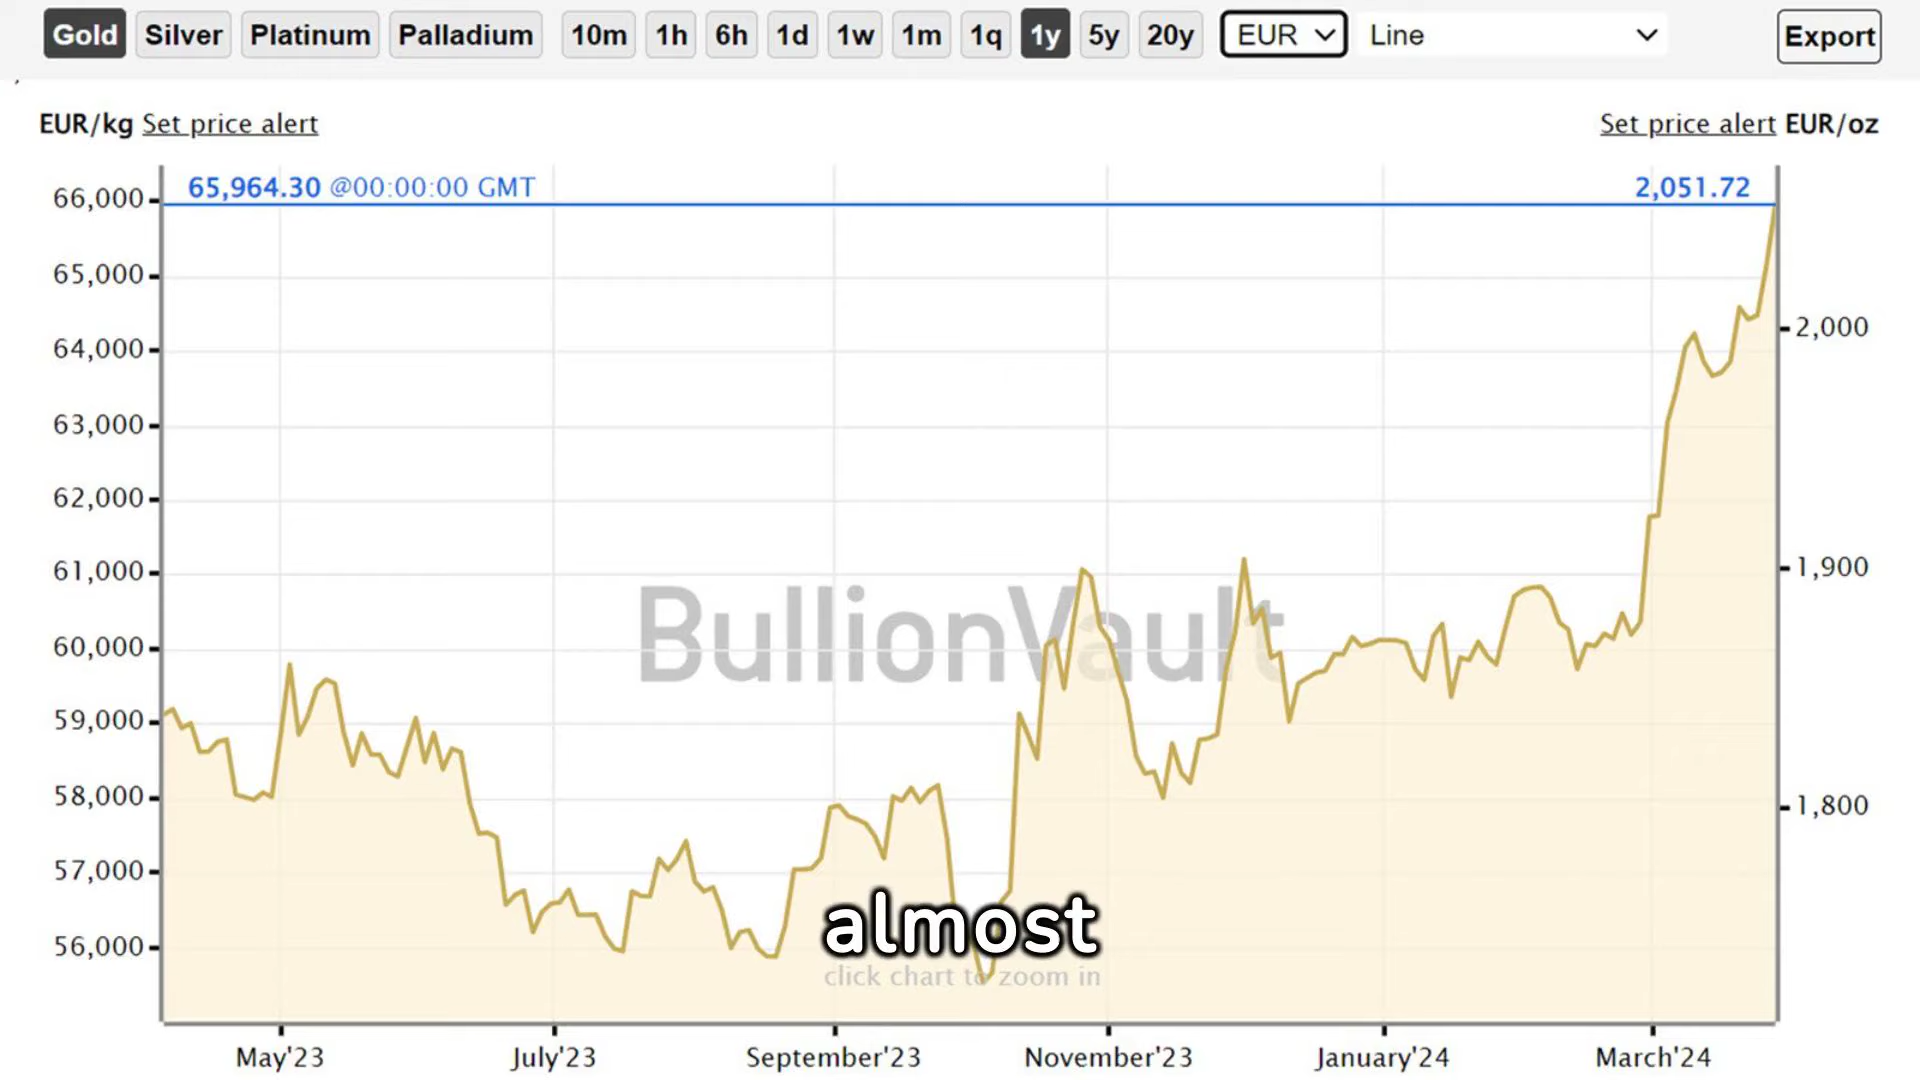 Gold Silver Platinum Palladium 10m 1h 6h 1d 1w 1m 1q 1y 5y 20y EUR Line Export
EUR/kg Set price alert Set price alert EUR/oz
65,964.30 @00:00:00 GMT 2,051.72
66,000
65,000
64,000
63,000
62,000
61,000
60,000
59,000
58,000
57,000
56,000
2,000
1,900
1,800
BullionVault
almost
click chart to zoom in
May'23 July'23 September'23 November'23 January'24 March'24